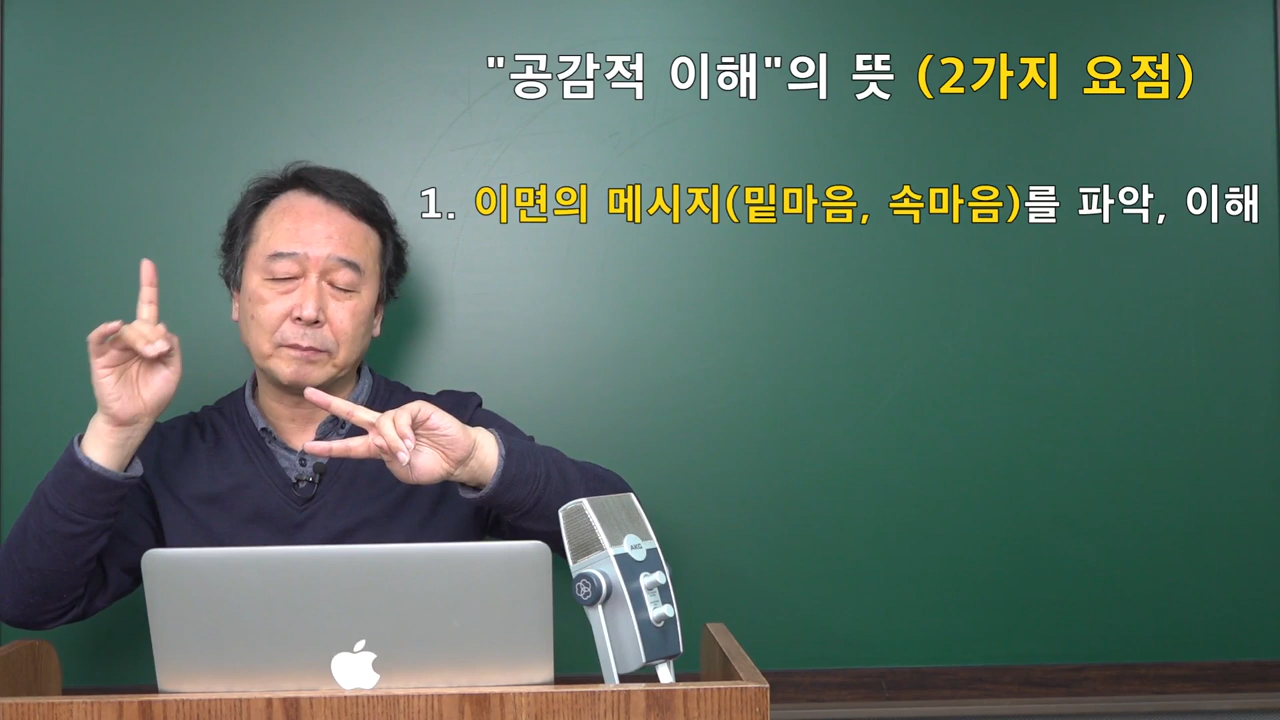 "공감적 이해"의 뜻 (2가지 요점)
1. 이면의 메시지(밑마음, 속마음)를 파악, 이해
AKG